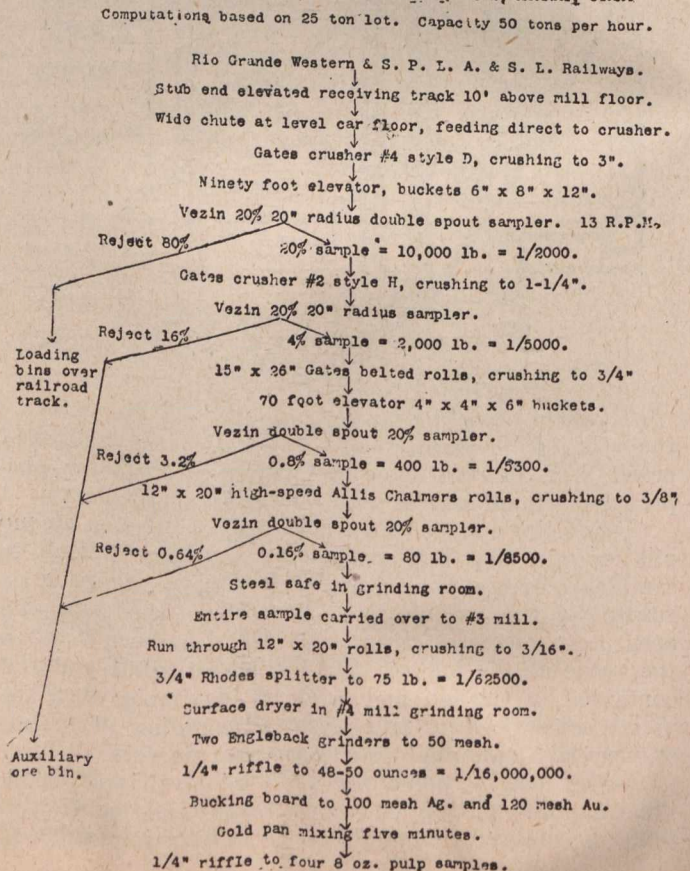 Computations based on 25 ton lot. Capacity 50 tons per hour.
Rio Grande Western & S. P. L. A. & S. L. Railways.
Stub end elevated receiving track 10' above mill floor.
Wide chute at level car floor, feeding direct to crusher.
Gates crusher #4 style D, crushing to 3".
Ninety foot elevator, buckets 6" x 8" x 12".
Vezin 20% 20" radius double spout sampler. 13 R.P.M.
Reject 80%
20% sample = 10,000 lb. = 1/2000.
Gates crusher #2 style H, crushing to 1-1/4".
Vezin 20% 20" radius sampler.
Reject 16%
4% sample = 2,000 lb. = 1/5000.
Loading
bins over
railroad
track.
15" x 26" Gates belted rolls, crushing to 3/4"
70 foot elevator 4" x 4" x 6" buckets.
Vezin double spout 20% sampler.
Reject 3.2%
0.8% sample = 400 lb. = 1/5300.
12" x 20" high-speed Allis Chalmers rolls, crushing to 3/8"
Vezin double spout 20% sampler.
Reject 0.64%
0.16% sample. = 80 lb. = 1/8500.
Steel safe in grinding room.
Entire sample carried over to #3 mill.
Run through 12" x 20" rolls, crushing to 3/16".
3/4" Rhodes splitter to 75 lb. = 1/62500.
Surface dryer in #4 mill grinding room.
Two Engleback grinders to 50 mesh.
Auxiliary
ore bin.
1/4" riffle to 48-50 ounces = 1/16,000,000.
Bucking board to 100 mesh Ag. and 120 mesh Au.
Gold pan mixing five minutes.
1/4" riffle to four 8 oz. pulp samples.